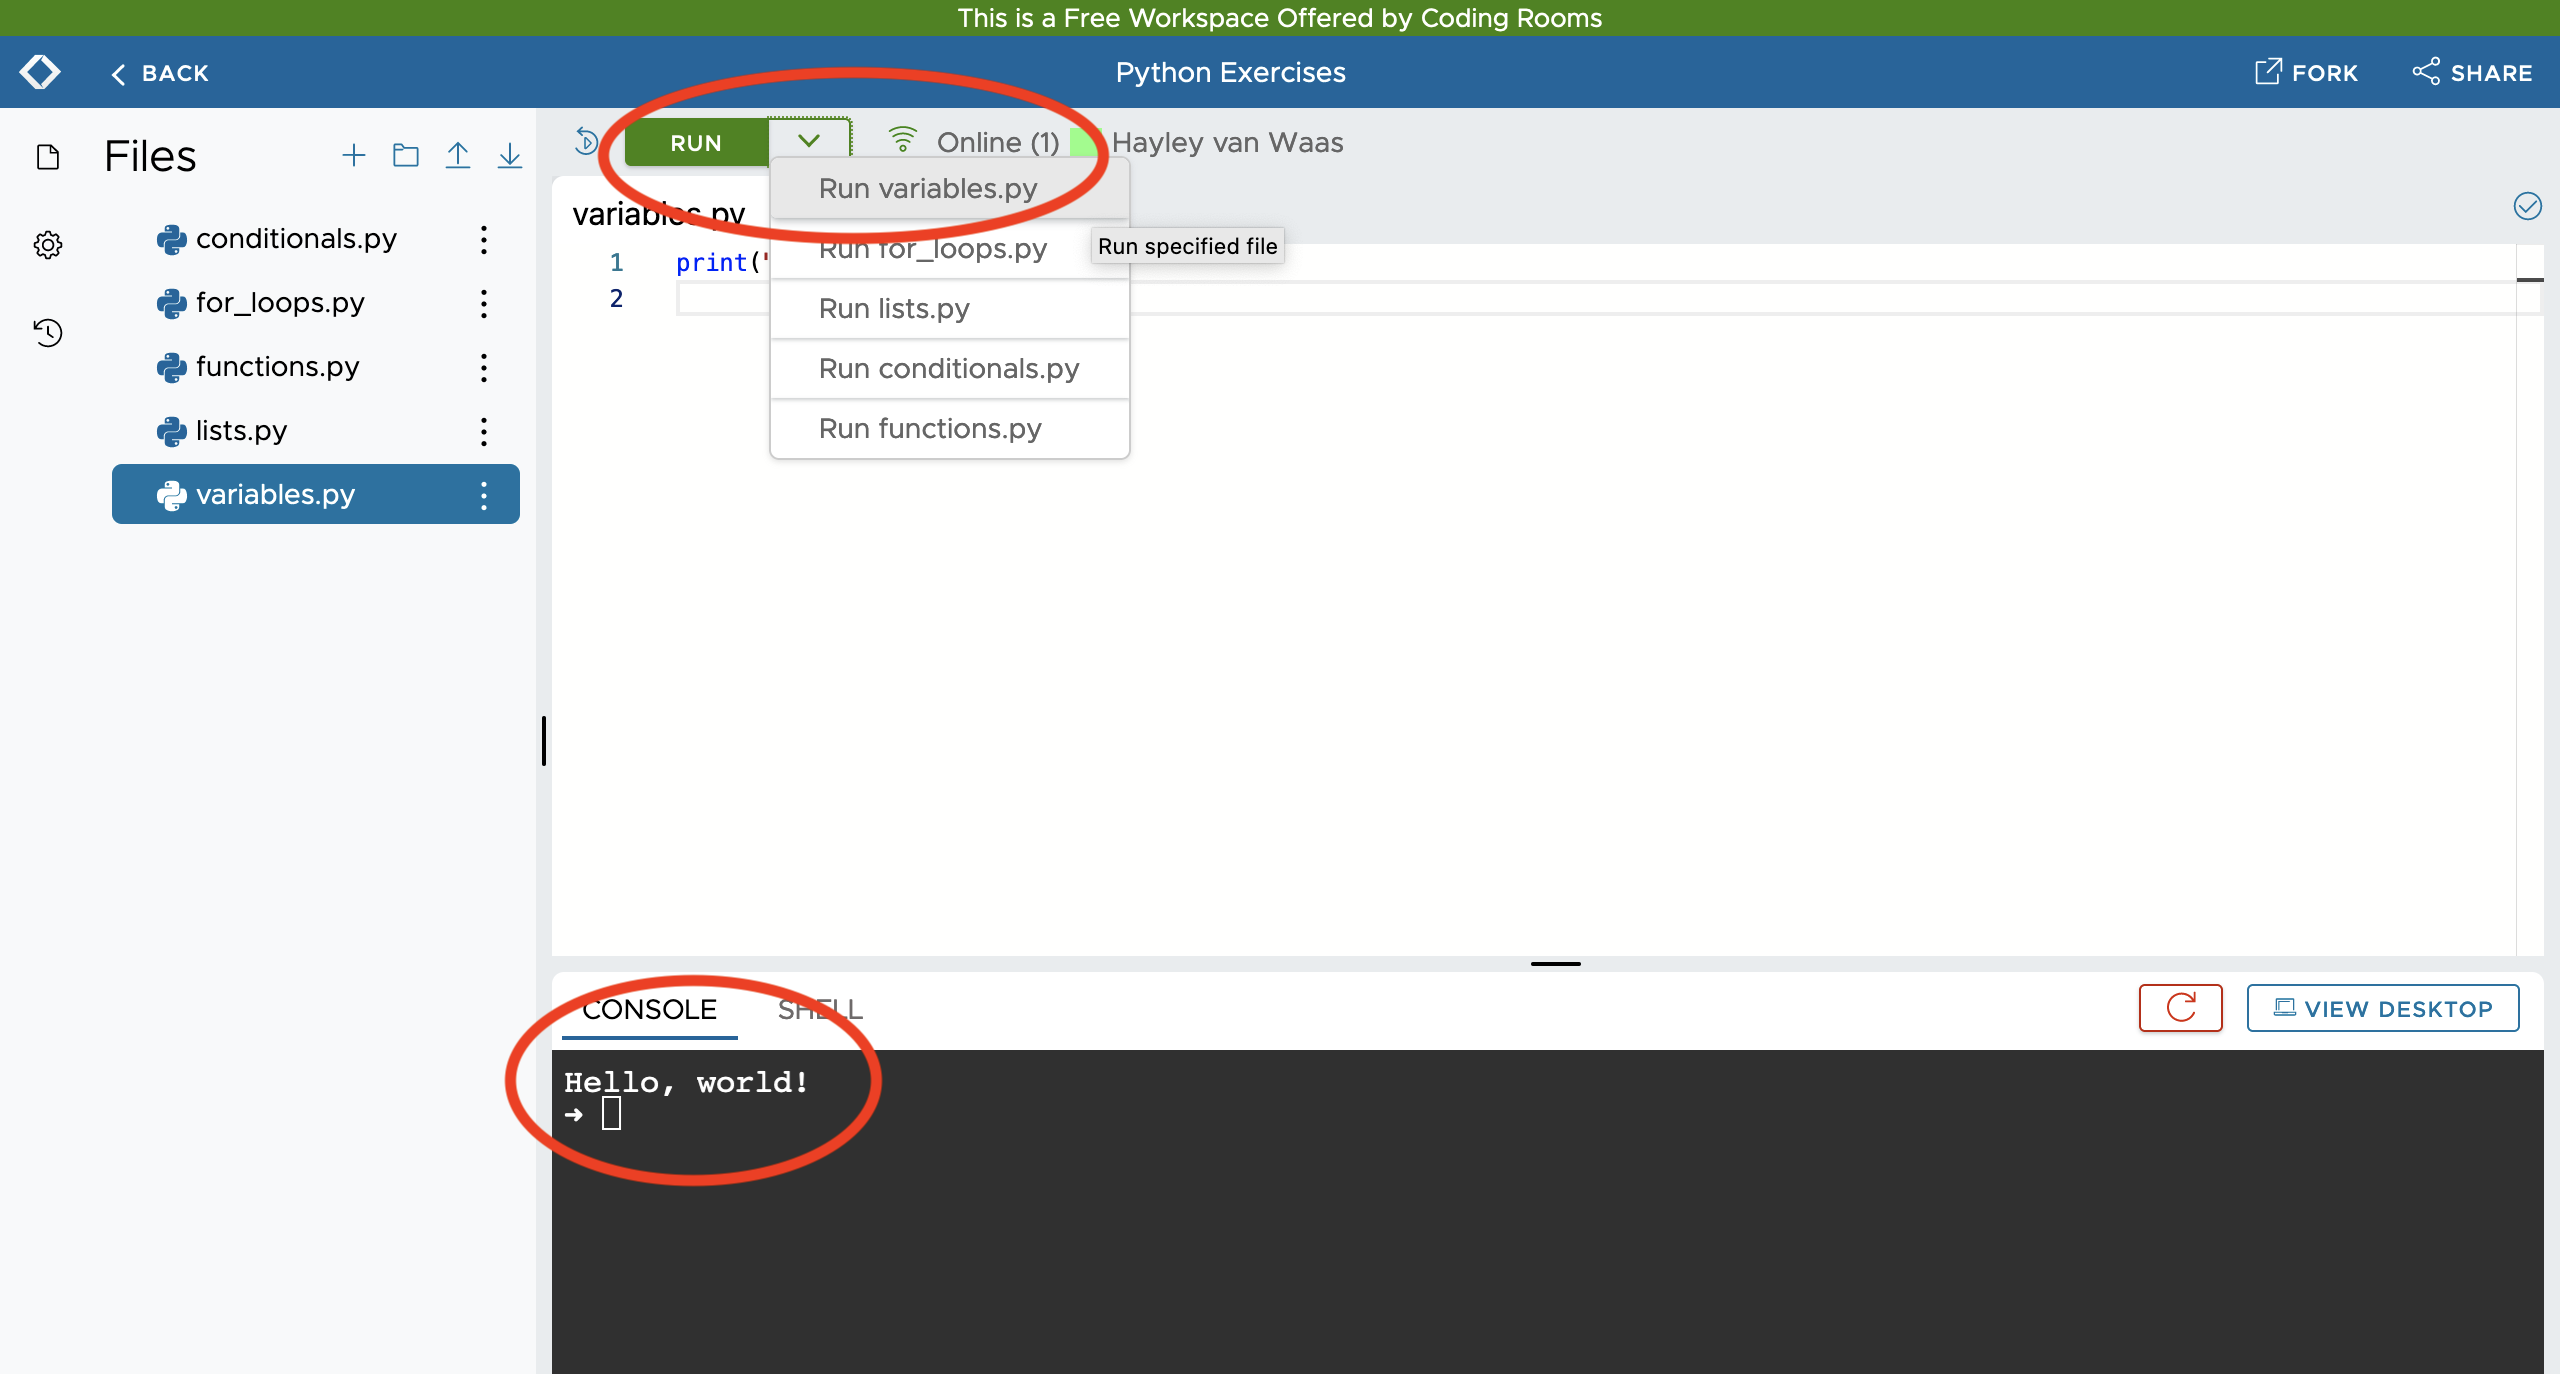 This is a Free Workspace Offered by Coding Rooms
BACK
Python Exercises
FORK
SHARE
Files
RUN
Online (1)
Hayley van Waas
conditionals.py
for_loops.py
functions.py
lists.py
variables.py
variables.py
Run variables.py
Run for_loops.py
Run lists.py
Run conditionals.py
Run functions.py
Run specified file
1 print('
2
CONSOLE
SHELL
VIEW DESKTOP
Hello, world!
➜